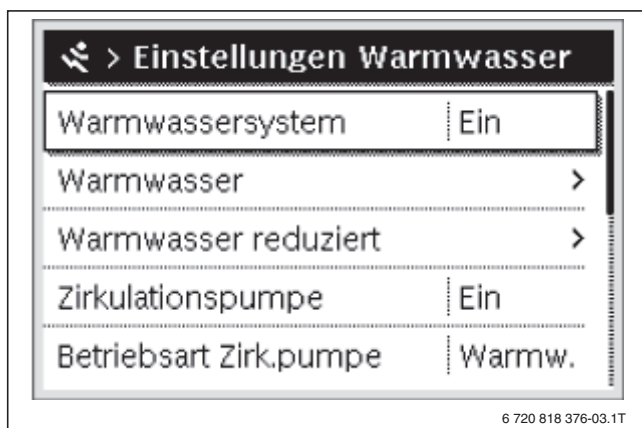 > Einstellungen Warmwasser
Warmwassersystem Ein
Warmwasser >
Warmwasser reduziert >
Zirkulationspumpe Ein
Betriebsart Zirk.pumpe Warmw.
6 720 818 376-03.1T